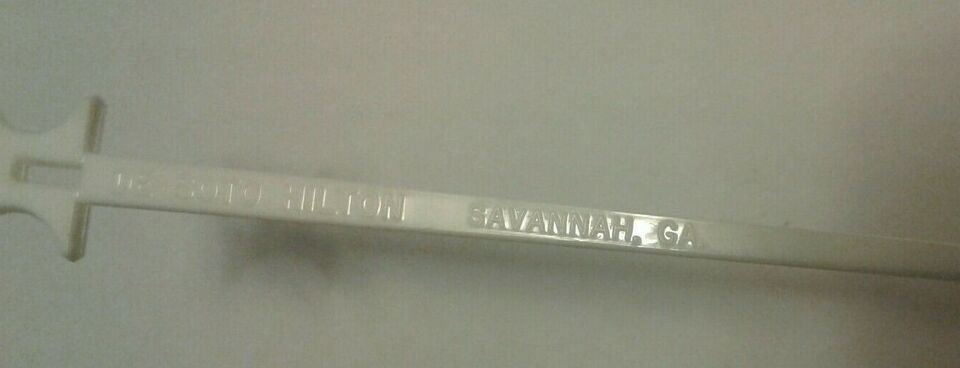 DE SOTO HILTON SAVANNAH, GA.